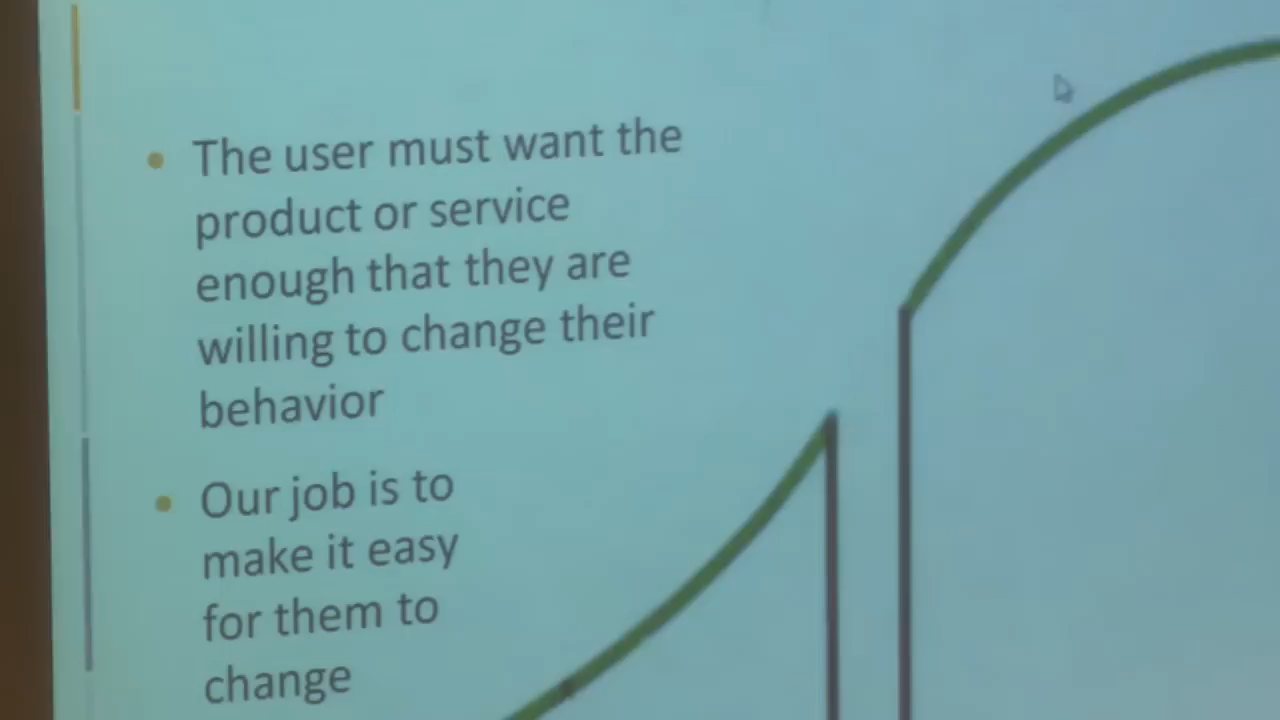 The user must want the
product or service
enough that they are
willing to change their
behavior
Our job is to
make it easy
for them to
change